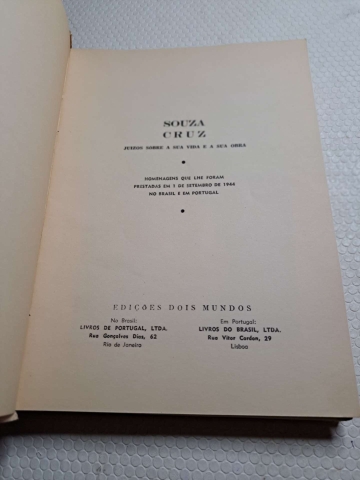 SOUZA
CRUZ
JUIZOS SOBRE A SUA VIDA E A SUA OBRA
HOMENAGENS QUE LHE FORAM
PRESTADAS EM 1 DE SETEMBRO DE 1944
NO BRASIL E EM PORTUGAL
EDIÇÕES DOIS MUNDOS
No Brasil:
LIVROS DE PORTUGAL, LTDA.
Rua Gonçalves Dias, 62
Rio de Janeiro
Em Portugal:
LIVROS DO BRASIL, LTDA.
Rua Vitor Cordon, 29
Lisboa